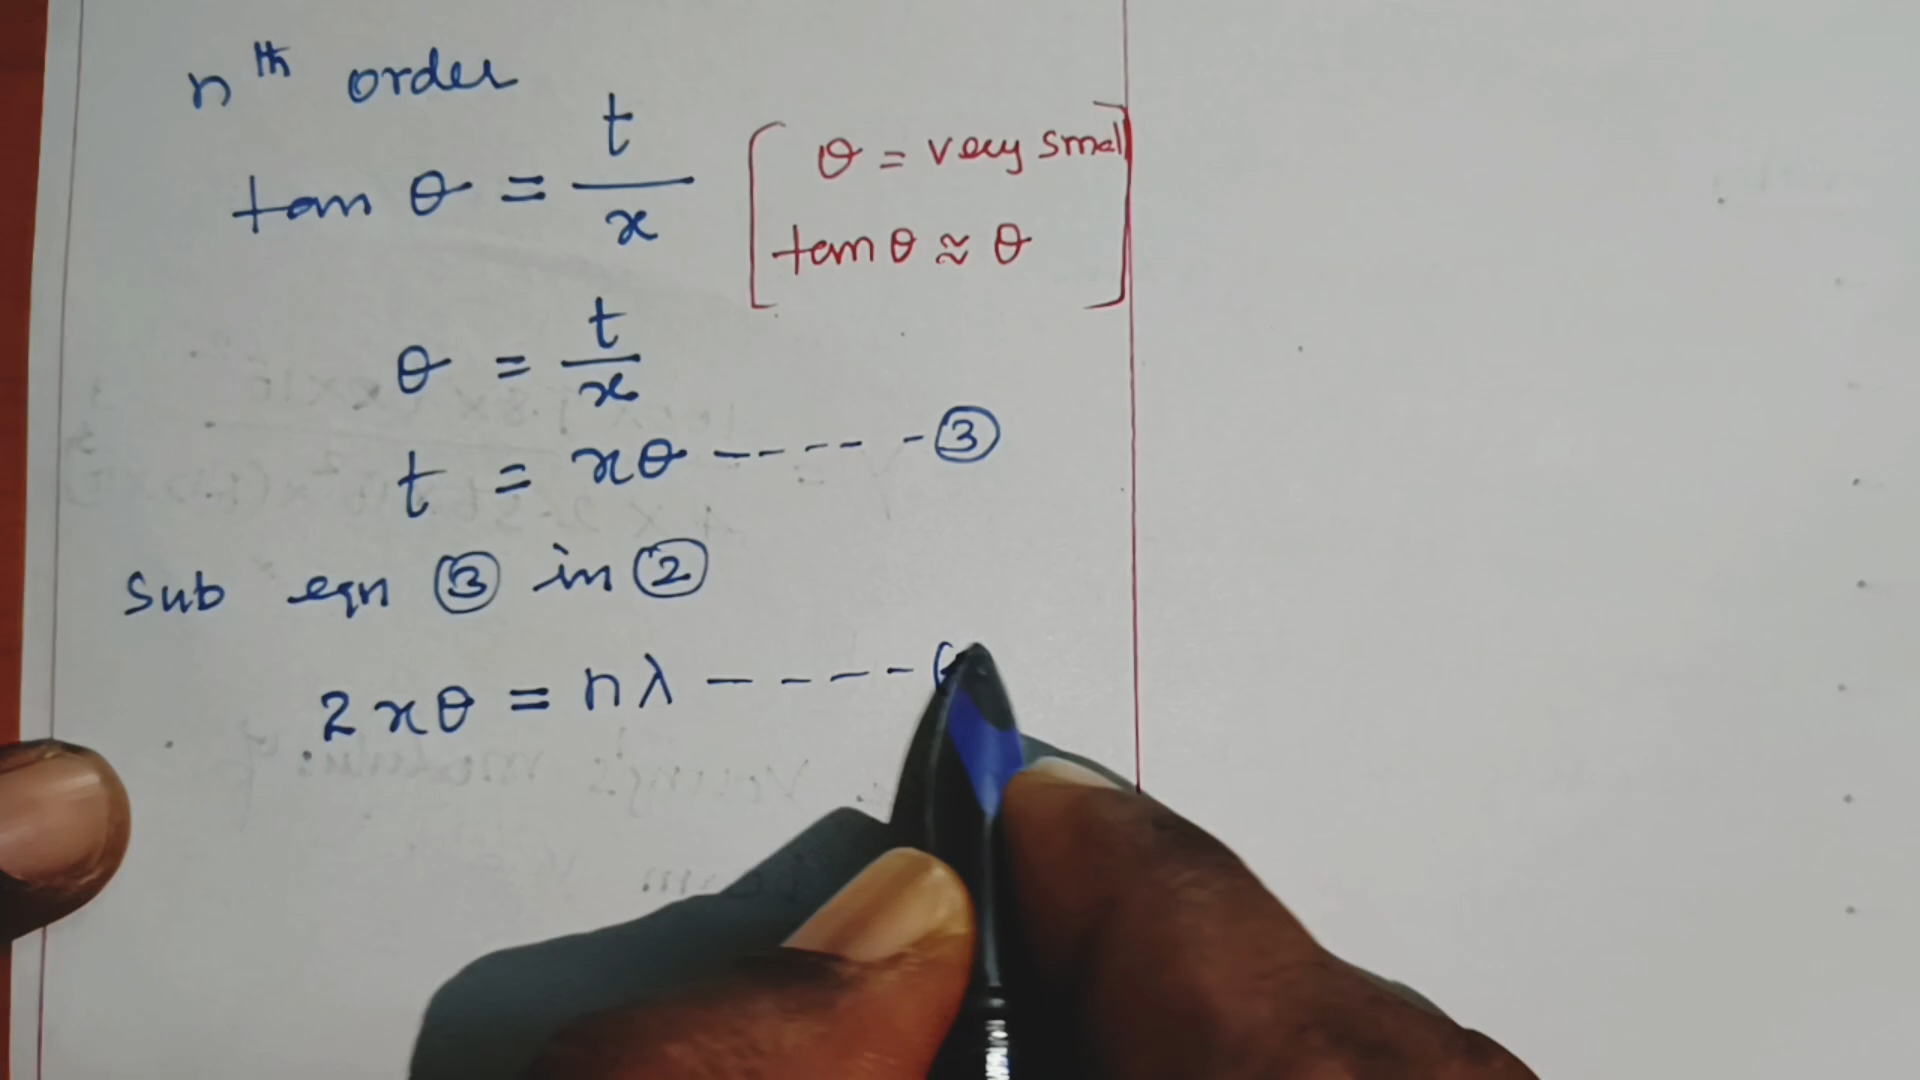 nth order
tan θ = t/x
[θ = very small
tan θ ≈ θ]
θ = t/x
t = xθ ------ ③
Sub eqn ③ in ②
2xθ = nλ -----